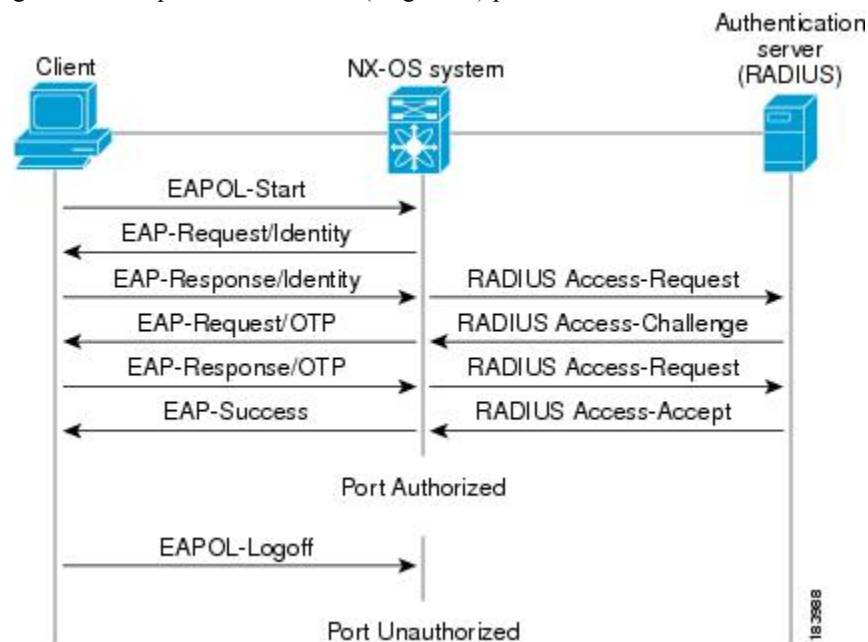 Authentication
server
(RADIUS)
Client
NX-OS system
EAPOL-Start
EAP-Request/Identity
EAP-Response/Identity
RADIUS Access-Request
EAP-Request/OTP
RADIUS Access-Challenge
EAP-Response/OTP
RADIUS Access-Request
EAP-Success
RADIUS Access-Accept
Port Authorized
EAPOL-Logoff
Port Unauthorized
183988